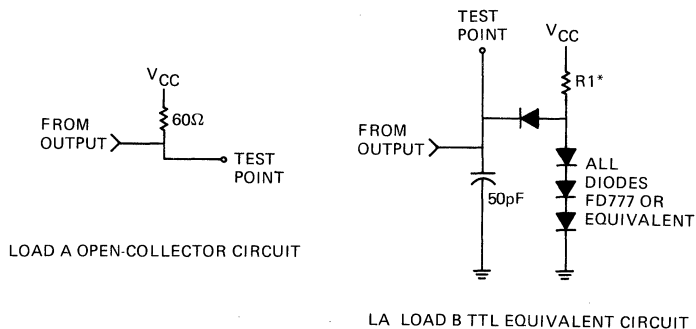 VCC
60Ω
FROM
OUTPUT
TEST
POINT
LOAD A OPEN-COLLECTOR CIRCUIT
TEST
POINT
VCC
R1*
FROM
OUTPUT
50pF
ALL
DIODES
FD777 OR
EQUIVALENT
LA LOAD B TTL EQUIVALENT CIRCUIT